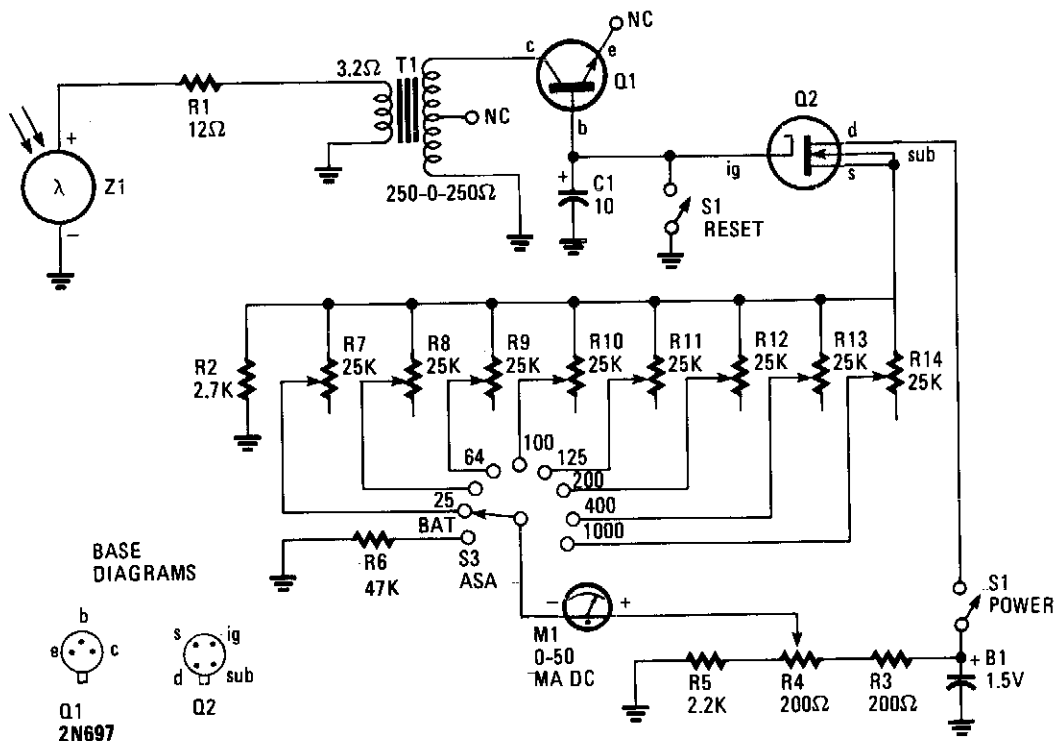 NC
c
e
3.2Ω
T1
Q1
R1
12Ω
NC
b
Q2
d
+
ig
sub
s
λ
Z1
+
C1
10
250-0-250Ω
S1
RESET
-
R2
2.7K
R7
25K
R8
25K
R9
25K
R10
25K
R11
25K
R12
25K
R13
25K
R14
25K
100
64
125
200
25
400
BAT
1000
S3
ASA
R6
47K
BASE
DIAGRAMS
S1
POWER
- +
M1
0-50
MA DC
b
e
c
s
ig
d
sub
R5
2.2K
R4
200Ω
R3
200Ω
+ B1
1.5V
Q1
2N697
Q2